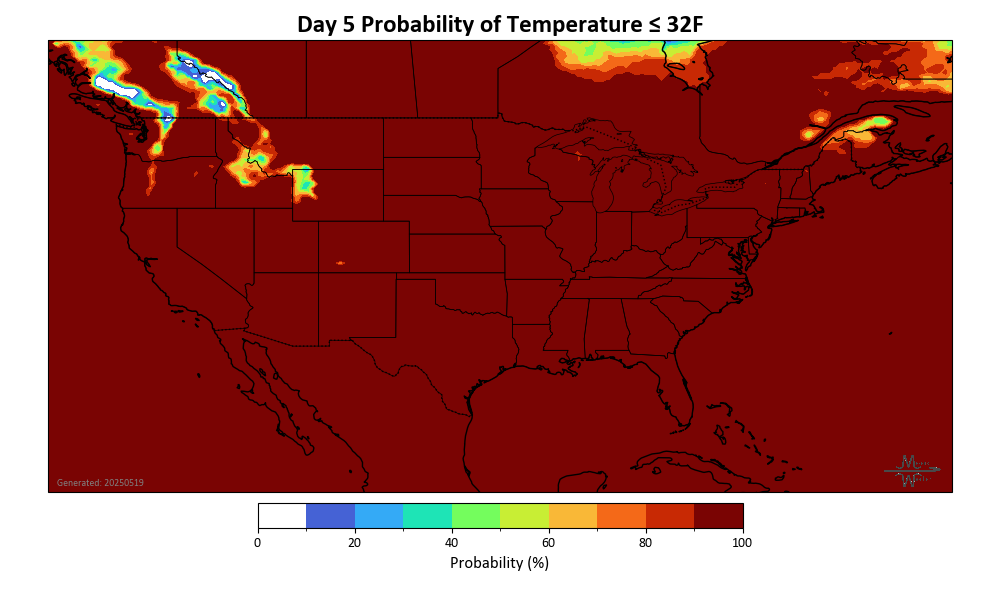 Day 5 Probability of Temperature ≤ 32F
Generated: 20250519
0 20 40 60 80 100
Probability (%)